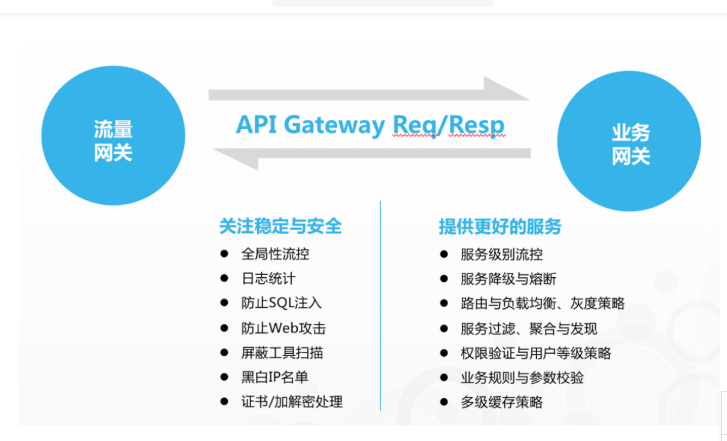 流量
网关
API Gateway Req/Resp
业务
网关
关注稳定与安全
全局性流控
日志统计
防止SQL注入
防止Web攻击
屏蔽工具扫描
黑白IP名单
证书/加解密处理
提供更好的服务
服务级别流控
服务降级与熔断
路由与负载均衡、灰度策略
服务过滤、聚合与发现
权限验证与用户等级策略
业务规则与参数校验
多级缓存策略